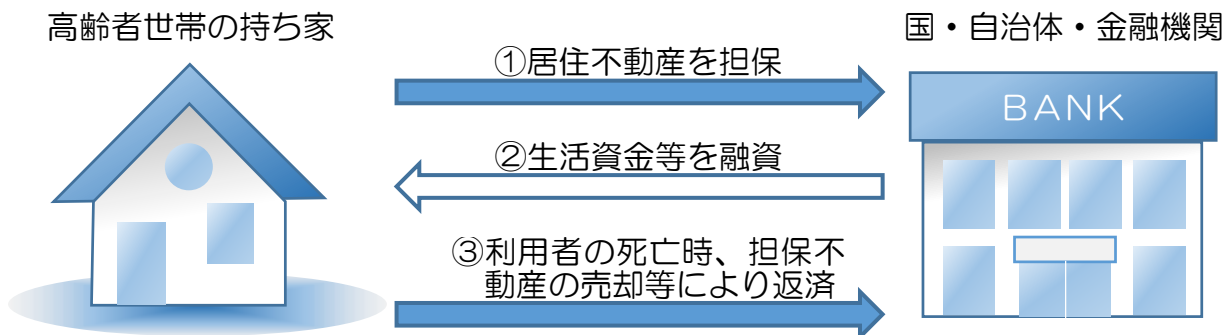 高齢者世帯の持ち家
国・自治体・金融機関
①居住不動産を担保
BANK
②生活資金等を融資
③利用者の死亡時、担保不
動産の売却等により返済